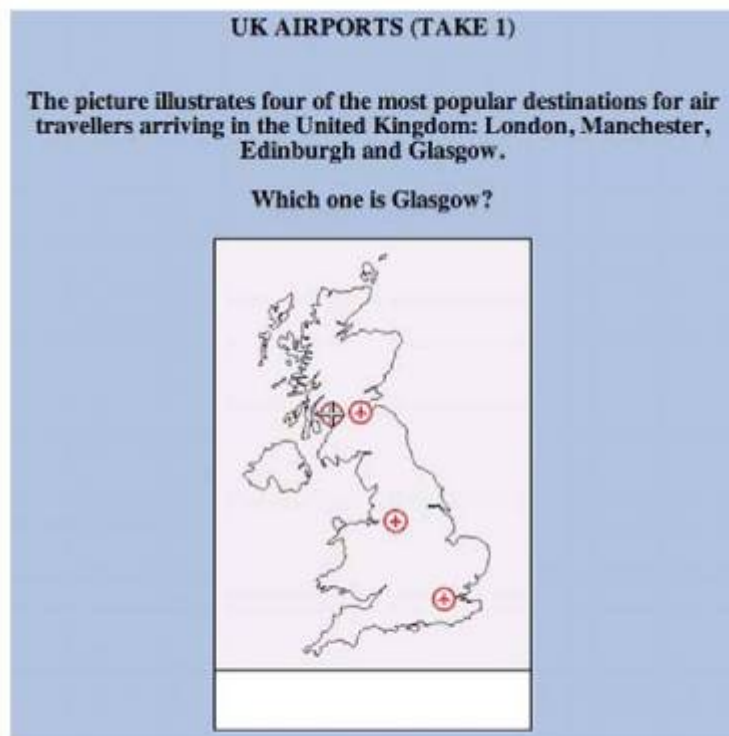 UK AIRPORTS (TAKE 1)
The picture illustrates four of the most popular destinations for air
travellers arriving in the United Kingdom: London, Manchester,
Edinburgh and Glasgow.
Which one is Glasgow?